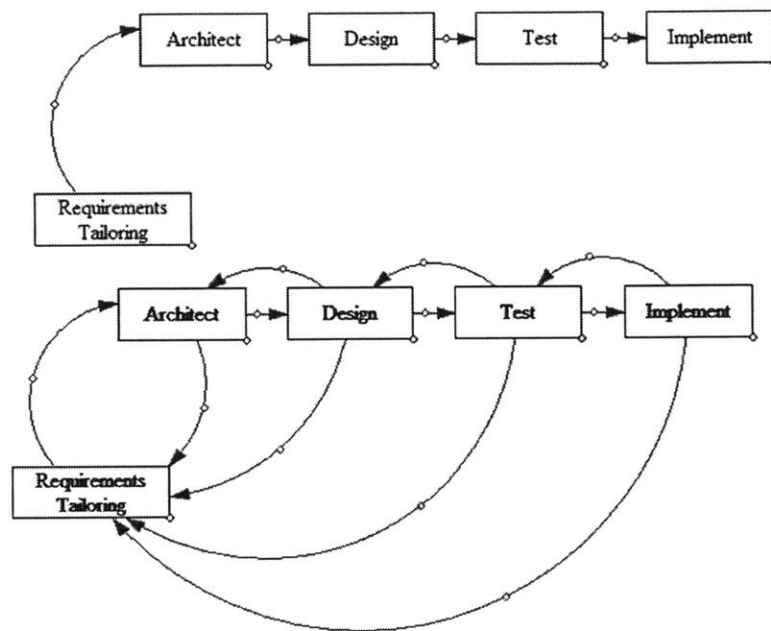 Architect
Design
Test
Implement
Requirements
Tailoring
Architect
Design
Test
Implement
Requirements
Tailoring